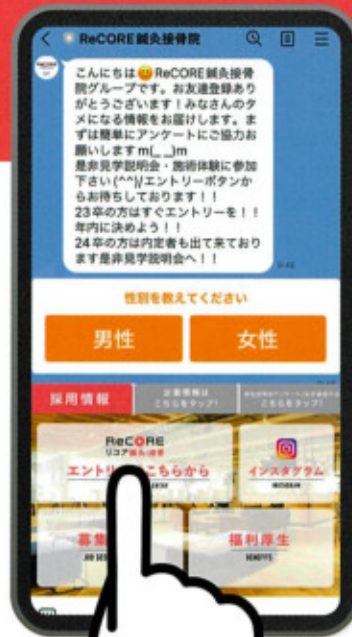 ReCORE鍼灸接骨院
こんにちは😊ReCORE鍼灸接骨
院グループです。お友達登録あり
がとうございます!みなさんのタ
メになる情報をお届けします。ま
ずは簡単にアンケートにご協力お
願いしますm(_ _)m
是非見学説明会・施術体験に参加
下さい(^^)/エントリーボタンか
らお待ちしております!!
23卒の方はすぐエントリーを!!
年内に決めよう!!
24卒の方は内定者も出て来ており
ます是非見学説明会へ!!
性別を教えてください
男性
女性
採用情報
企業情報は
こちらをタップ!
こちらをタップ!
ReCORE
リコア鍼灸・接骨
エントリ
こちらから
インスタグラム
INSTAGRAM
募集
福利厚生
BENEFITS